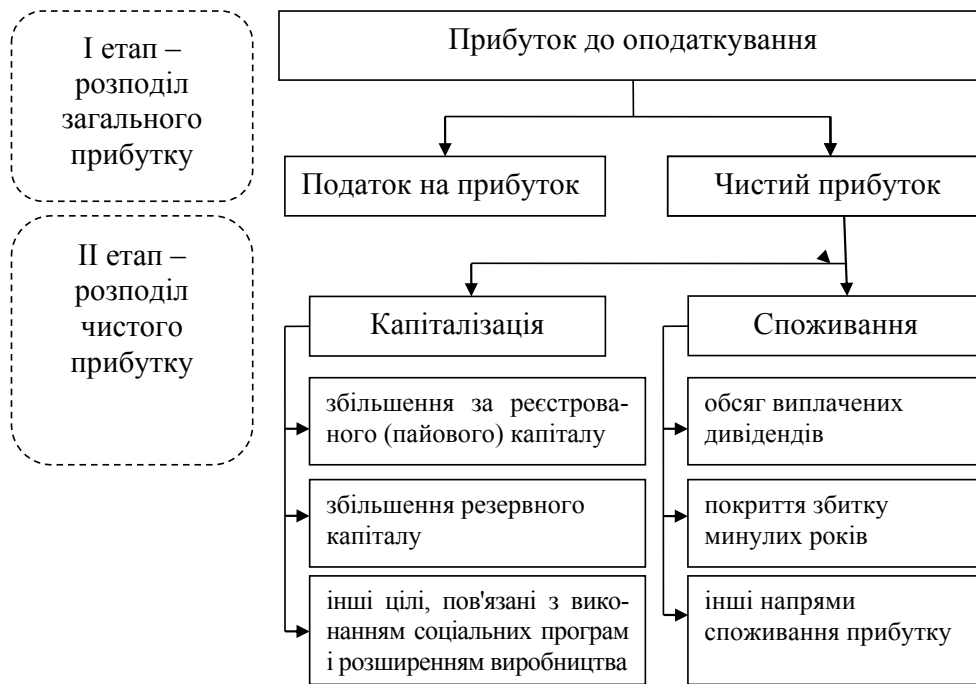 І етап –
розподіл
загального
прибутку
Прибуток до оподаткування
Податок на прибуток
Чистий прибуток
ІІ етап –
розподіл
чистого
прибутку
Капіталізація
Споживання
збільшення за реєстрова-
ного (пайового) капіталу
обсяг виплачених
дивідендів
збільшення резервного
капіталу
покриття збитку
минулих років
інші цілі, пов'язані з вико-
нанням соціальних програм
і розширенням виробництва
інші напрями
споживання прибутку